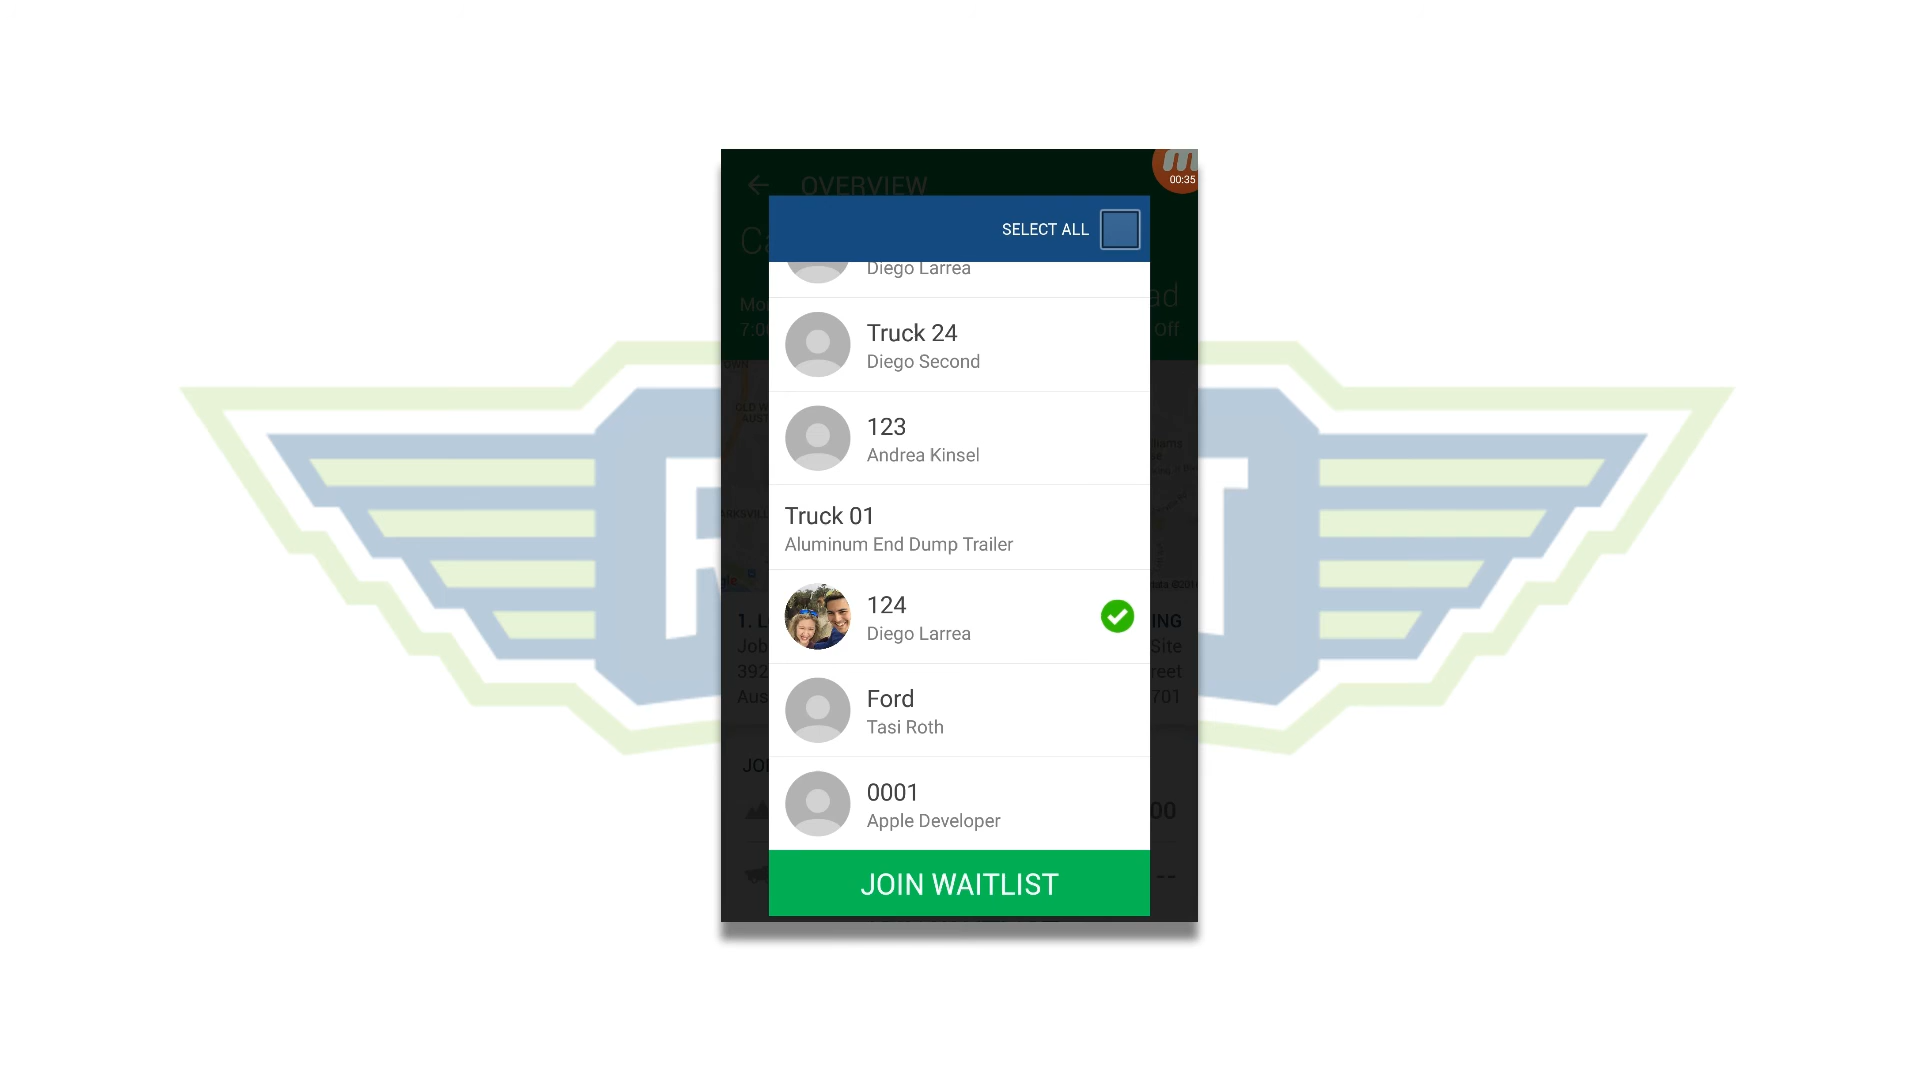 00:35
OVERVIEW
SELECT ALL
Diego Larrea
Truck 24
Diego Second
123
Andrea Kinsel
Truck 01
Aluminum End Dump Trailer
124
Diego Larrea
Ford
Tasi Roth
0001
Apple Developer
JOIN WAITLIST